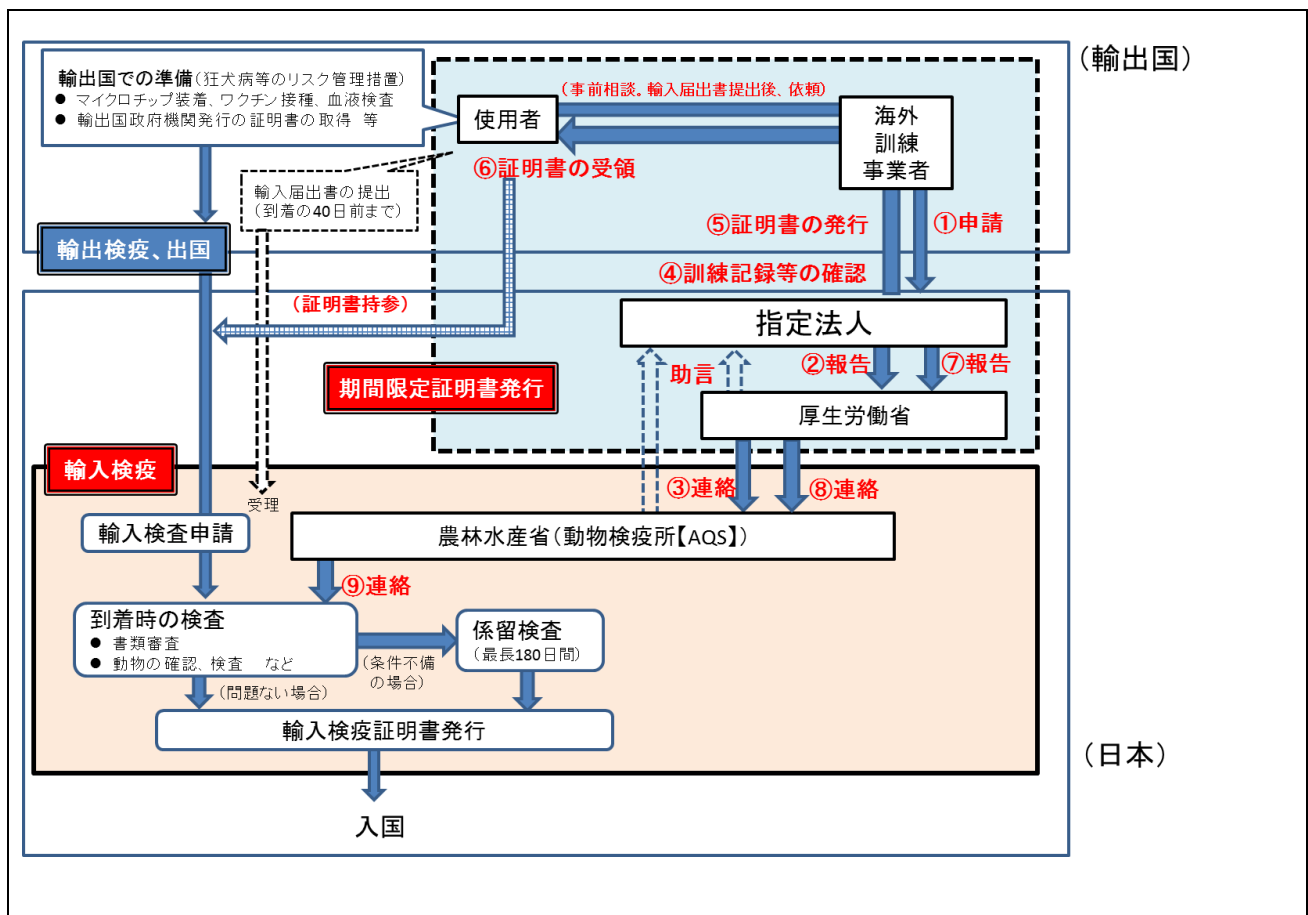 (輸出国)
輸出国での準備(狂犬病等のリスク管理措置)
● マイクロチップ装着、ワクチン接種、血液検査
● 輸出国政府機関発行の証明書の取得 等
(事前相談。輸入届出書提出後、依頼)
使用者
海外
訓練
事業者
⑥証明書の受領
輸入届出書の提出
(到着の40日前まで)
⑤証明書の発行
①申請
輸出検疫、出国
④訓練記録等の確認
(証明書持参)
指定法人
②報告
⑦報告
助言
期間限定証明書発行
厚生労働省
輸入検疫
③連絡
⑧連絡
受理
輸入検査申請
農林水産省(動物検疫所【AQS】)
⑨連絡
到着時の検査
● 書類審査
● 動物の確認、検査 など
係留検査
(最長180日間)
(条件不備
の場合)
(問題ない場合)
輸入検疫証明書発行
(日本)
入国